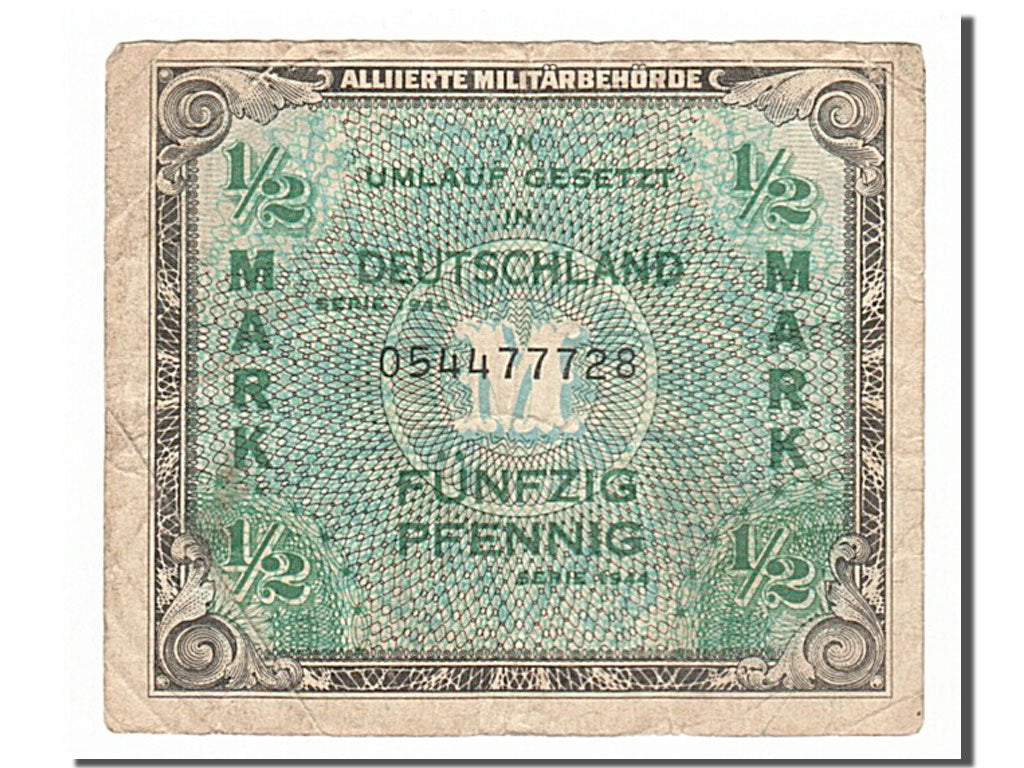 ALLIIERTE MILITÄRBEHÖRDE
1/2 1/2
IN
UMLAUF GESETZT
IN
DEUTSCHLAND
SERIE 1944
MARK MARK
M
054477728
FÜNFZIG
PFENNIG
SERIE 1944
1/2 1/2